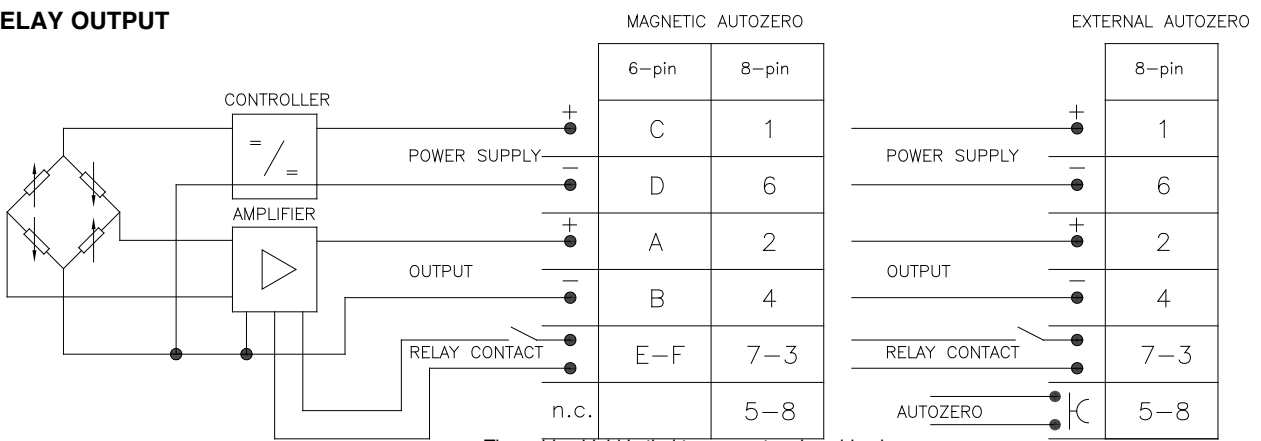 ELAY OUTPUT
MAGNETIC AUTOZERO
EXTERNAL AUTOZERO
6-pin 8-pin
8-pin
CONTROLLER
= / =
POWER SUPPLY
+ C 1
- D 6
POWER SUPPLY
+ 1
- 6
AMPLIFIER
OUTPUT
+ A 2
- B 4
OUTPUT
+ 2
- 4
RELAY CONTACT E-F 7-3
RELAY CONTACT 7-3
n.c. 5-8
AUTOZERO 5-8